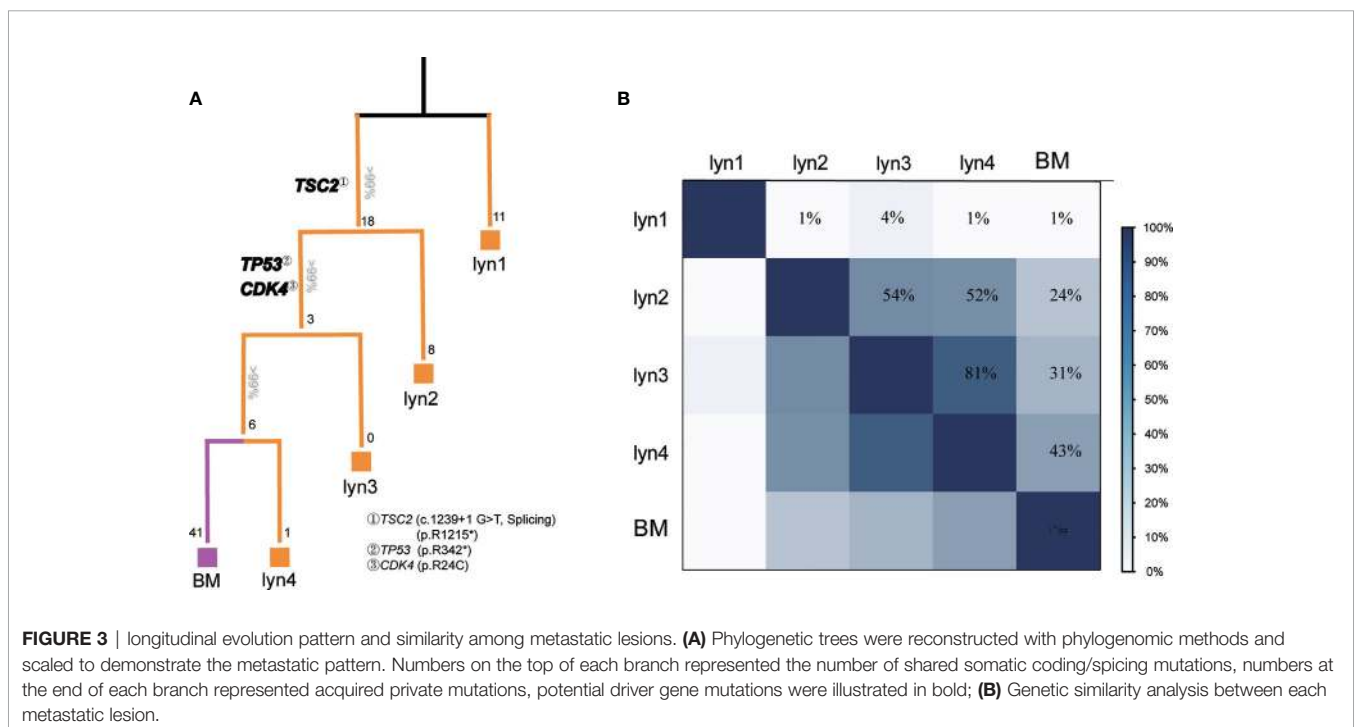 A
B
TSC2①
>99%
18
11
lyn1
TP53②
CDK4③
>99%
3
8
lyn2
>99%
6
0
lyn3
41
1
BM
lyn4
①TSC2 (c.1239+1 G>T, Splicing)
(p.R1215*)
②TP53 (p.R342*)
③CDK4 (p.R24C)
lyn1 lyn2 lyn3 lyn4 BM
lyn1 1% 4% 1% 1%
lyn2 54% 52% 24%
lyn3 81% 31%
lyn4 43%
BM
100%
90%
80%
70%
60%
50%
40%
30%
20%
10%
0%
FIGURE 3 | longitudinal evolution pattern and similarity among metastatic lesions. (A) Phylogenetic trees were reconstructed with phylogenomic methods and
scaled to demonstrate the metastatic pattern. Numbers on the top of each branch represented the number of shared somatic coding/spicing mutations, numbers at
the end of each branch represented acquired private mutations, potential driver gene mutations were illustrated in bold; (B) Genetic similarity analysis between each
metastatic lesion.